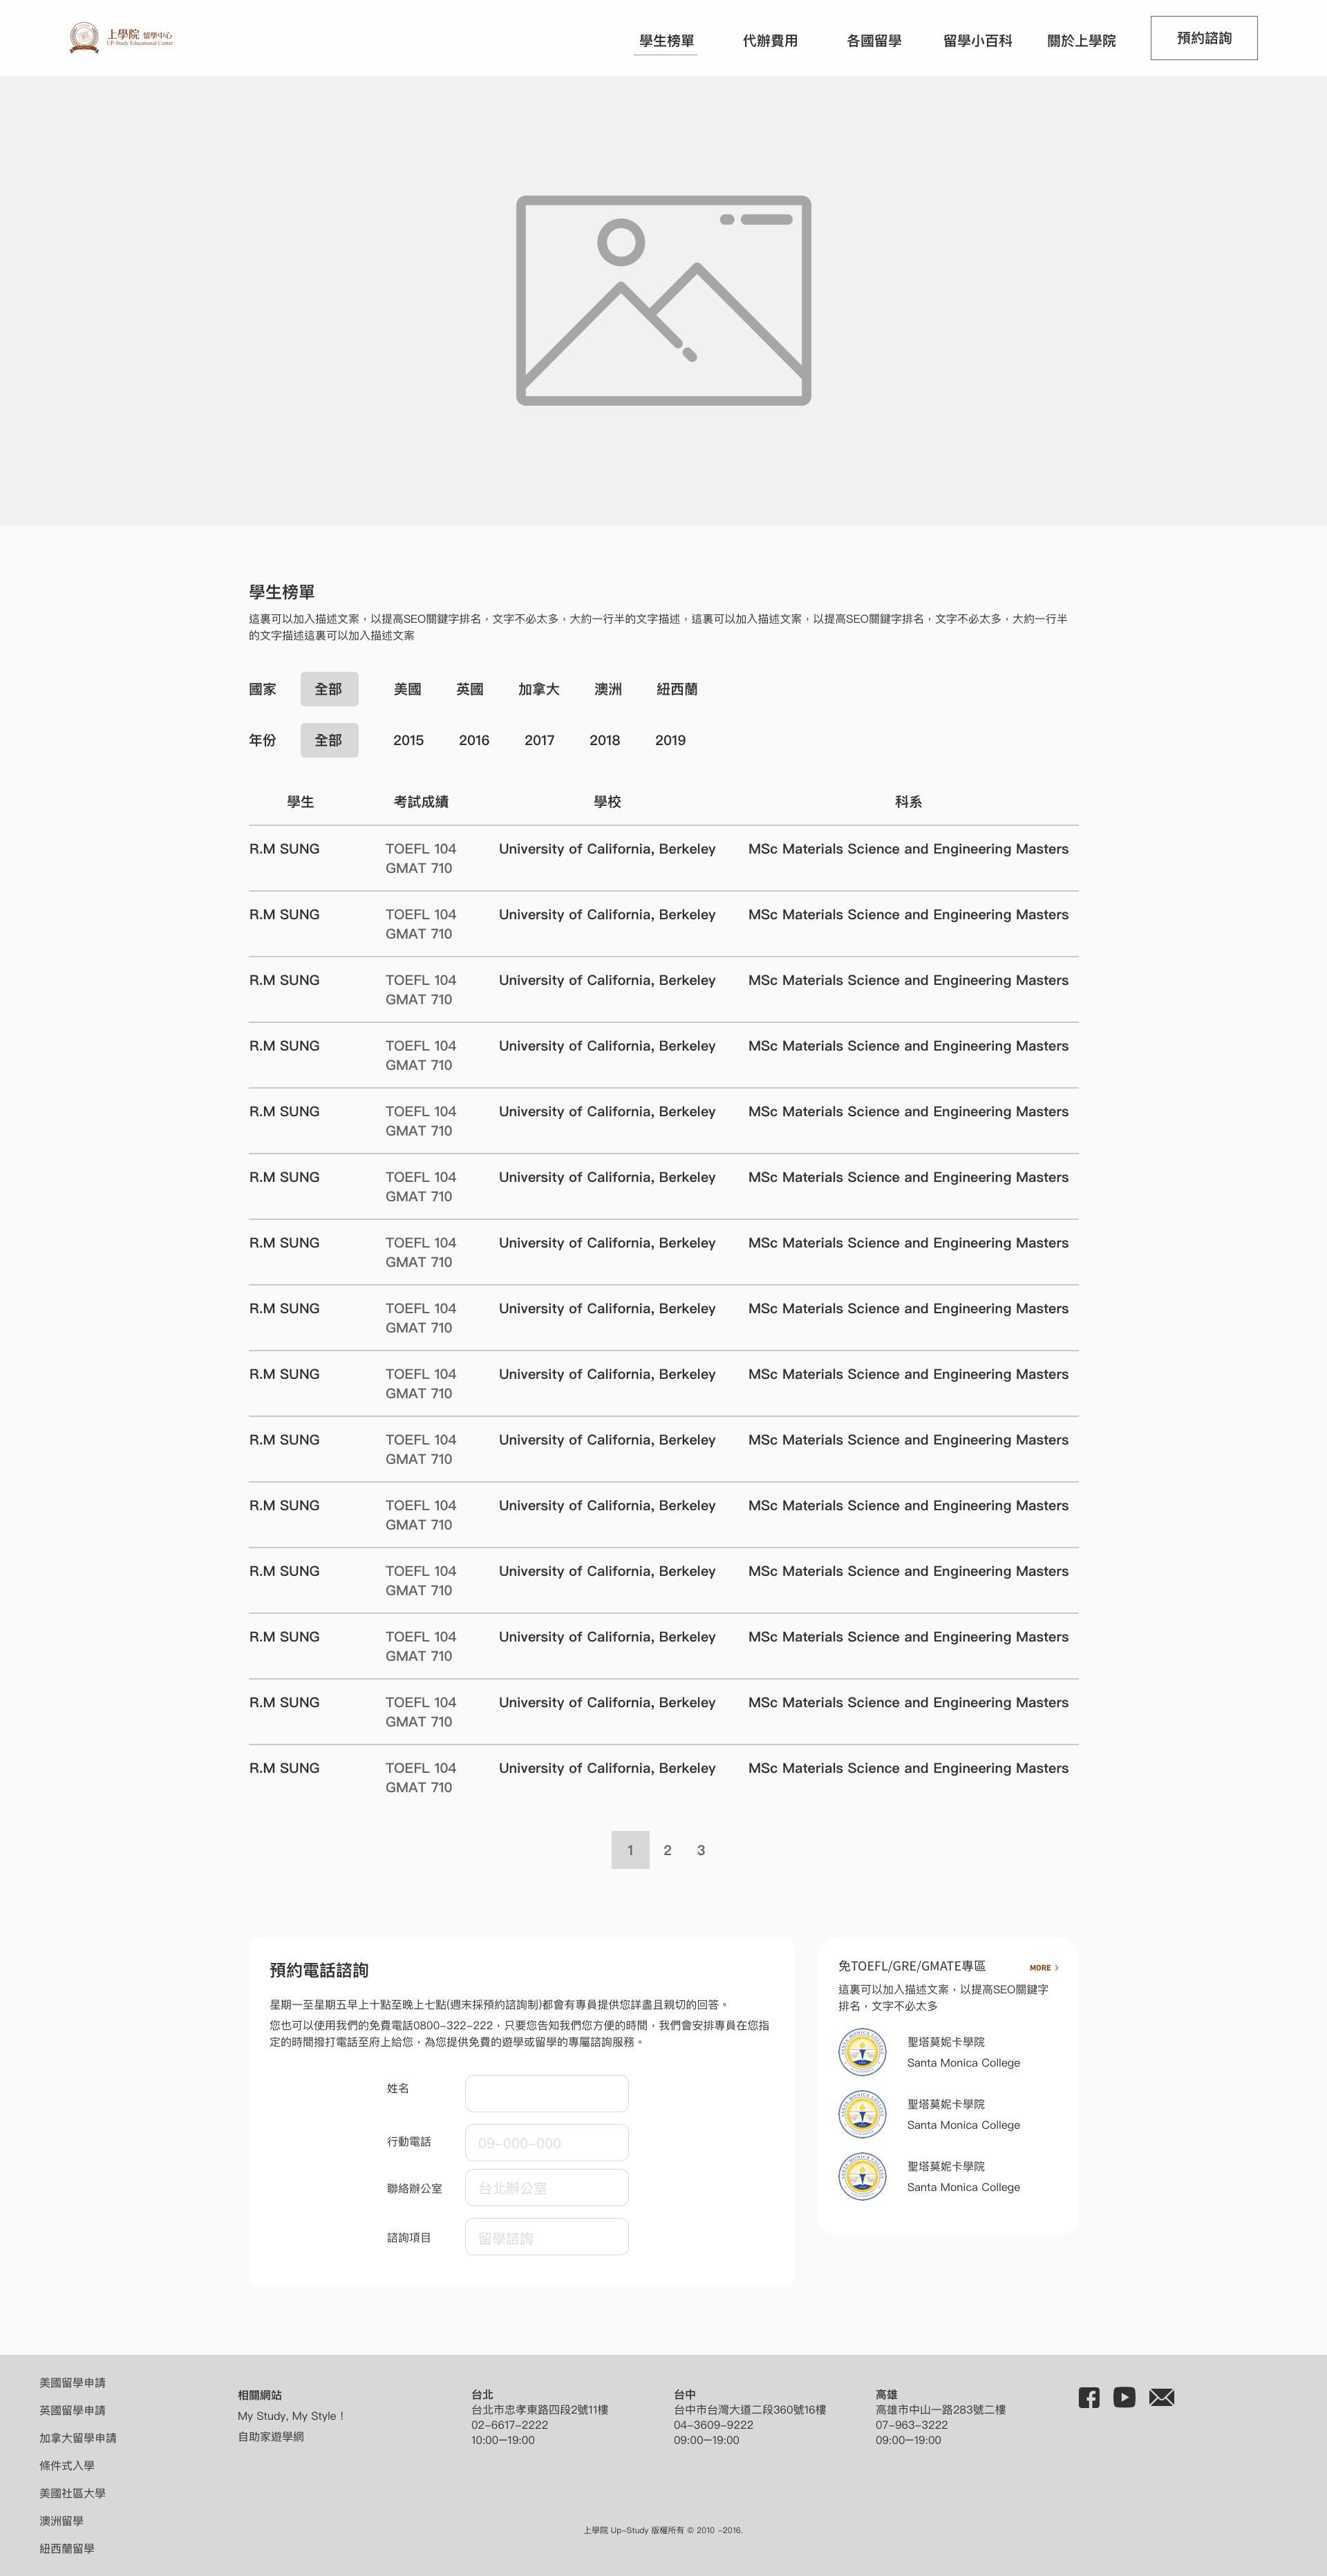 上學院 留學中心
UP-Study Educational Center
學生榜單
代辦費用
各國留學
留學小百科
關於上學院
預約諮詢
學生榜單
這裏可以加入描述文案，以提高SEO關鍵字排名，文字不必太多，大約一行半的文字描述，這裏可以加入描述文案，以提高SEO關鍵字排名，文字不必太多，大約一行半
的文字描述這裏可以加入描述文案
國家 全部 美國 英國 加拿大 澳洲 紐西蘭
年份 全部 2015 2016 2017 2018 2019
學生 考試成績 學校 科系
R.M SUNG TOEFL 104 University of California, Berkeley MSc Materials Science and Engineering Masters
GMAT 710
R.M SUNG TOEFL 104 University of California, Berkeley MSc Materials Science and Engineering Masters
GMAT 710
R.M SUNG TOEFL 104 University of California, Berkeley MSc Materials Science and Engineering Masters
GMAT 710
R.M SUNG TOEFL 104 University of California, Berkeley MSc Materials Science and Engineering Masters
GMAT 710
R.M SUNG TOEFL 104 University of California, Berkeley MSc Materials Science and Engineering Masters
GMAT 710
R.M SUNG TOEFL 104 University of California, Berkeley MSc Materials Science and Engineering Masters
GMAT 710
R.M SUNG TOEFL 104 University of California, Berkeley MSc Materials Science and Engineering Masters
GMAT 710
R.M SUNG TOEFL 104 University of California, Berkeley MSc Materials Science and Engineering Masters
GMAT 710
R.M SUNG TOEFL 104 University of California, Berkeley MSc Materials Science and Engineering Masters
GMAT 710
R.M SUNG TOEFL 104 University of California, Berkeley MSc Materials Science and Engineering Masters
GMAT 710
R.M SUNG TOEFL 104 University of California, Berkeley MSc Materials Science and Engineering Masters
GMAT 710
R.M SUNG TOEFL 104 University of California, Berkeley MSc Materials Science and Engineering Masters
GMAT 710
R.M SUNG TOEFL 104 University of California, Berkeley MSc Materials Science and Engineering Masters
GMAT 710
R.M SUNG TOEFL 104 University of California, Berkeley MSc Materials Science and Engineering Masters
GMAT 710
R.M SUNG TOEFL 104 University of California, Berkeley MSc Materials Science and Engineering Masters
GMAT 710
1 2 3
預約電話諮詢
星期一至星期五早上十點至晚上七點(週末採預約諮詢制)都會有專員提供您詳盡且親切的回答。
您也可以使用我們的免費電話0800-322-222，只要您告知我們您方便的時間，我們會安排專員在您指
定的時間撥打電話至府上給您，為您提供免費的遊學或留學的專屬諮詢服務。
姓名
行動電話 09-000-000
聯絡辦公室 台北辦公室
諮詢項目 留學諮詢
免TOEFL/GRE/GMATE專區
MORE >
這裏可以加入描述文案，以提高SEO關鍵字
排名，文字不必太多
SANTA MONICA COLLEGE
聖塔莫妮卡學院
Santa Monica College
SANTA MONICA COLLEGE
聖塔莫妮卡學院
Santa Monica College
SANTA MONICA COLLEGE
聖塔莫妮卡學院
Santa Monica College
美國留學申請
英國留學申請
加拿大留學申請
條件式入學
美國社區大學
澳洲留學
紐西蘭留學
相關網站
My Study, My Style！
自助家遊學網
台北
台北市忠孝東路四段2號11樓
02-6617-2222
10:00—19:00
台中
台中市台灣大道二段360號16樓
04-3609-9222
09:00—19:00
高雄
高雄市中山一路283號二樓
07-963-3222
09:00—19:00
上學院 Up-Study 版權所有 © 2010 -2016.